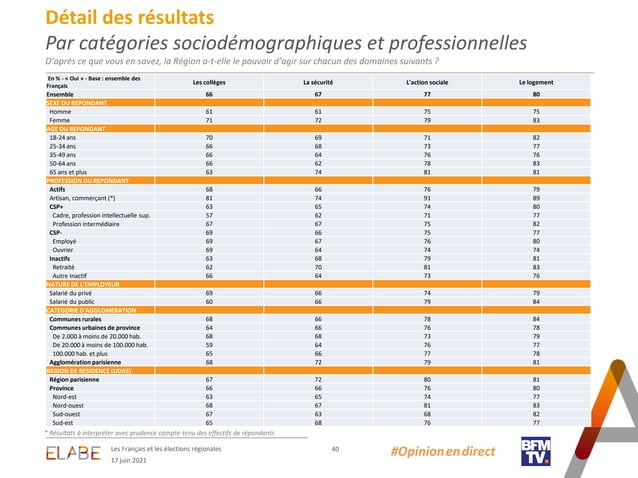 Détail des résultats
Par catégories sociodémographiques et professionnelles
D'après ce que vous en savez, la Région a-t-elle le pouvoir d'agir sur chacun des domaines suivants ?
En % - « Oui » - Base : ensemble des Français Les collèges La sécurité L'action sociale Le logement
Ensemble 66 67 77 80
SEXE DU REPONDANT
Homme 61 61 75 75
Femme 71 72 79 83
AGE DU REPONDANT
18-24 ans 70 69 71 82
25-34 ans 66 68 73 77
35-49 ans 66 64 76 76
50-64 ans 66 62 78 83
65 ans et plus 63 74 81 81
PROFESSION DU REPONDANT
Actifs 68 66 76 79
Artisan, commerçant (*) 81 74 91 89
CSP+ 63 65 74 80
Cadre, profession intellectuelle sup. 57 62 71 77
Profession intermédiaire 67 67 75 82
CSP- 69 66 75 77
Employé 69 67 76 80
Ouvrier 69 64 74 74
Inactifs 63 68 79 81
Retraité 62 70 81 83
Autre Inactif 66 64 73 76
NATURE DE L'EMPLOYEUR
Salarié du privé 69 66 74 79
Salarié du public 60 66 79 84
CATEGORIE D'AGGLOMERATION
Communes rurales 68 66 78 84
Communes urbaines de province 64 66 76 78
De 2.000 à moins de 20.000 hab. 68 68 73 79
De 20.000 à moins de 100.000 hab. 59 64 76 77
100.000 hab. et plus 65 66 77 78
Agglomération parisienne 68 72 79 81
REGION DE RESIDENCE (UDA5)
Région parisienne 67 72 80 81
Province 66 66 76 80
Nord-est 63 65 74 77
Nord-ouest 68 67 81 83
Sud-ouest 67 63 68 82
Sud-est 65 68 76 77
* Résultats à interpréter avec prudence compte-tenu des effectifs de répondants
ELABE
Les Français et les élections régionales
17 juin 2021
40
#Opinion en direct
BFM
TV.